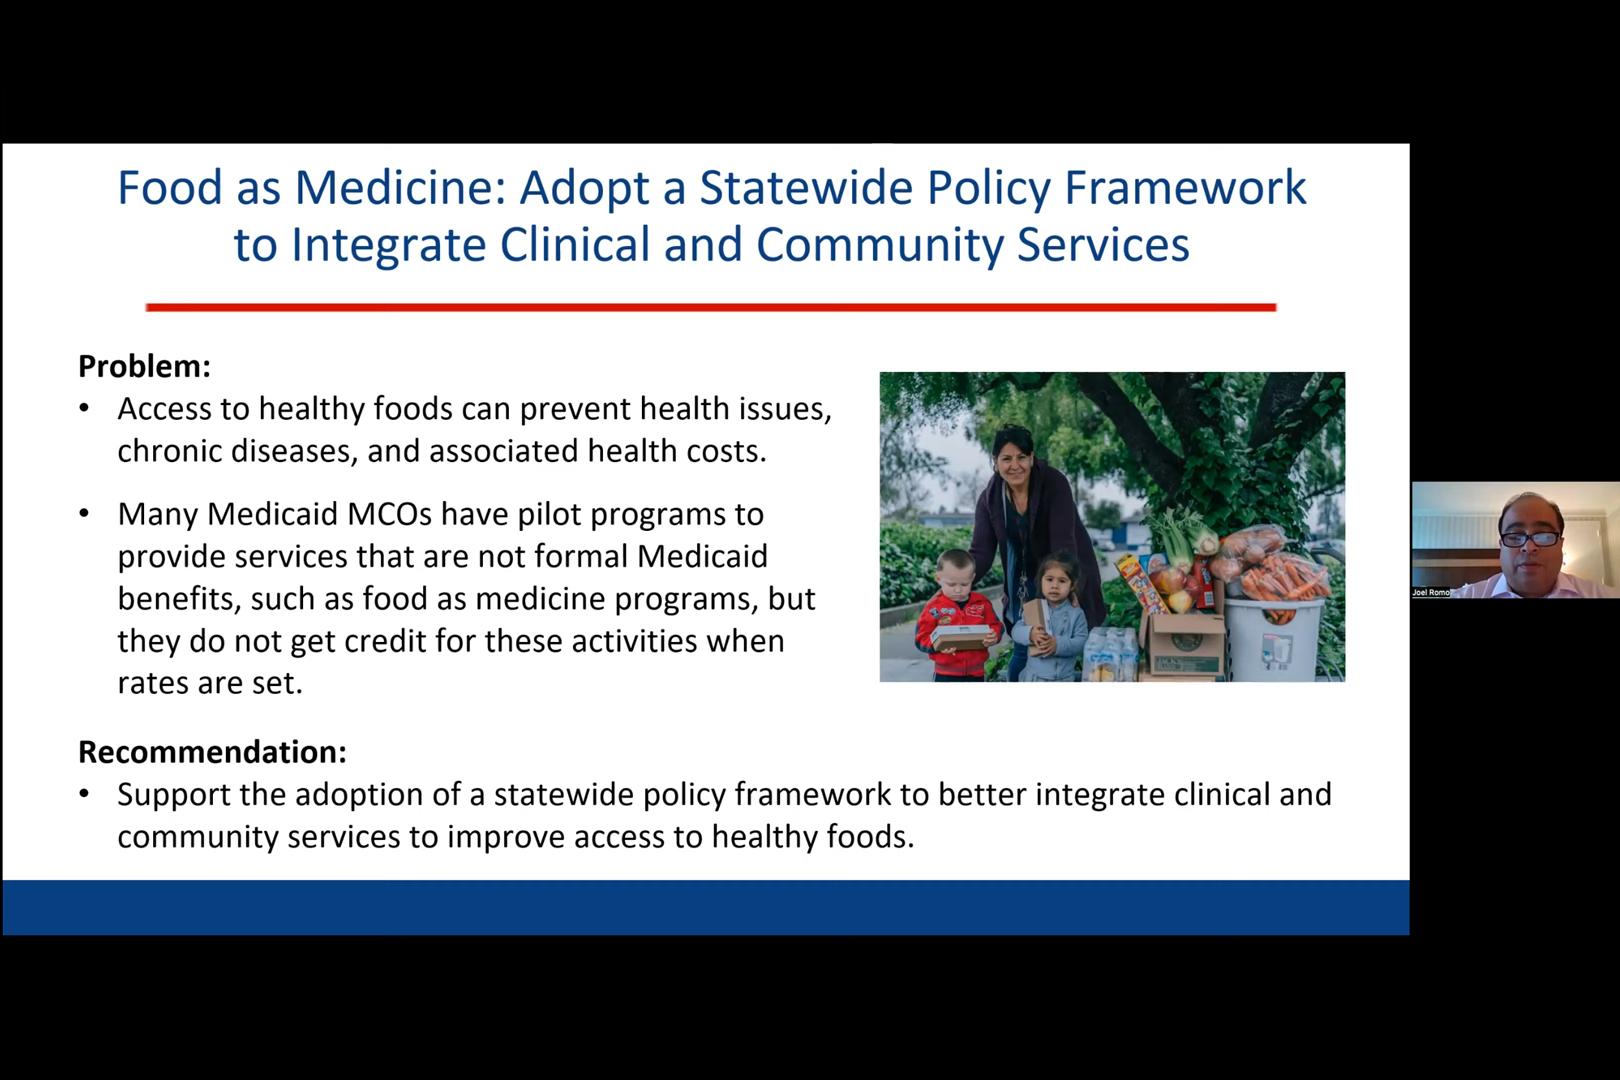 Food as Medicine: Adopt a Statewide Policy Framework
to Integrate Clinical and Community Services
Problem:
• Access to healthy foods can prevent health issues,
chronic diseases, and associated health costs.
• Many Medicaid MCOs have pilot programs to
provide services that are not formal Medicaid
benefits, such as food as medicine programs, but
they do not get credit for these activities when
rates are set.
Recommendation:
• Support the adoption of a statewide policy framework to better integrate clinical and
community services to improve access to healthy foods.
Joel Romo